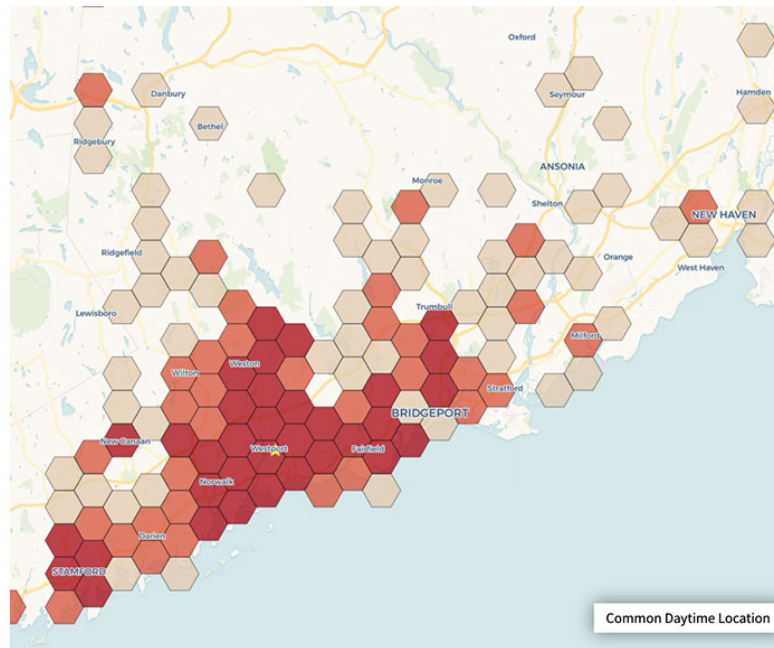 Oxford
Danbury
Seymour
Hamden
Bethel
Ridgebury
ANSONIA
Monroe
Shelton
NEW HAVEN
Ridgefield
Orange
West Haven
Lewisboro
Trumbull
Milford
Weston
Wilton
Stratford
BRIDGEPORT
New Canaan
Westport
Fairfield
Norwalk
Darien
STAMFORD
Common Daytime Location